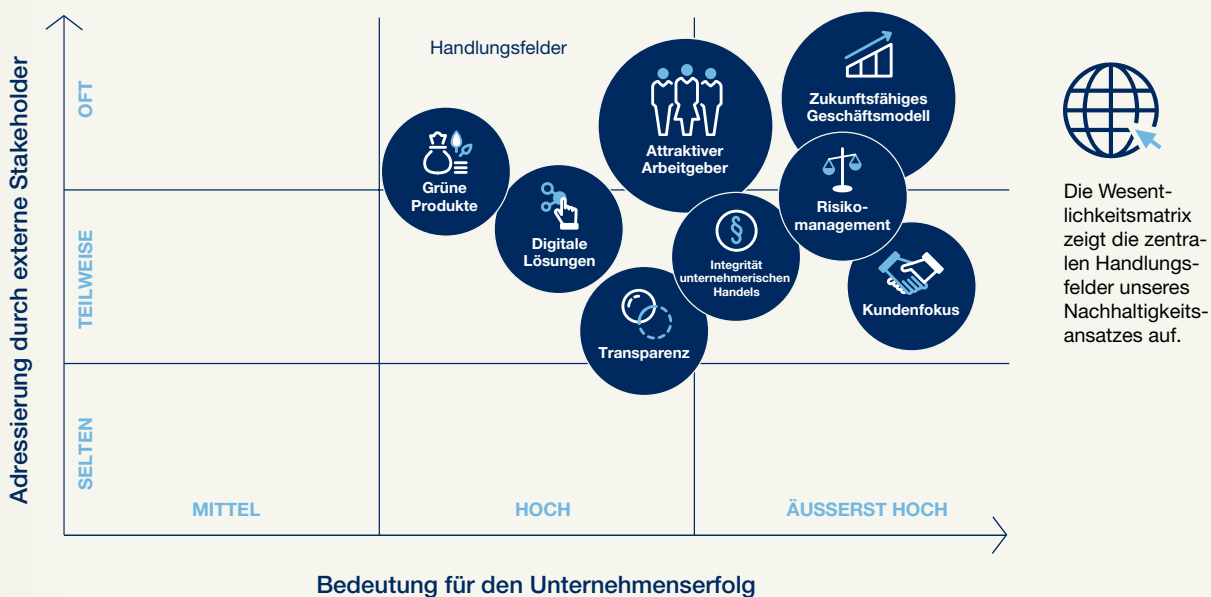 Adressierung durch externe Stakeholder
OFT
TEILWEISE
SELTEN
Handlungsfelder
Grüne
Produkte
Digitale
Lösungen
Transparenz
Attraktiver
Arbeitgeber
Integrität
unternehmerischen
Handels
Zukunftsfähiges
Geschäftsmodell
Risiko-
management
Kundenfokus
MITTEL
HOCH
ÄUSSERST HOCH
Bedeutung für den Unternehmenserfolg
Die Wesent-
lichkeitsmatrix
zeigt die zentra-
len Handlungs-
felder unseres
Nachhaltigkeits-
ansatzes auf.